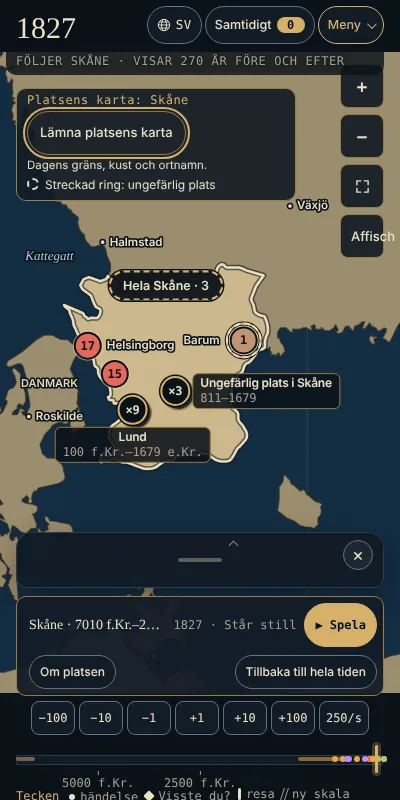 1827
SV
Samtidigt 0
Meny
FÖLJER SKÅNE · VISAR 270 ÅR FÖRE OCH EFTER
Platsens karta: Skåne
Lämna platsens karta
Dagens gräns, kust och ortnamn.
Streckad ring: ungefärlig plats
+
−
Affisch
Växjö
Halmstad
Kattegatt
Hela Skåne · 3
17
Helsingborg
Barum
1
15
DANMARK
×3
Ungefärlig plats i Skåne
811–1679
Roskilde
×9
Lund
100 f.Kr.–1679 e.Kr.
×
Skåne · 7010 f.Kr.–2…
1827 · Står still
▶ Spela
Om platsen
Tillbaka till hela tiden
−100
−10
−1
+1
+10
+100
250/s
5000 f.Kr.
2500 f.Kr.
Tecken
händelse
Visste du?
resa
// ny skala